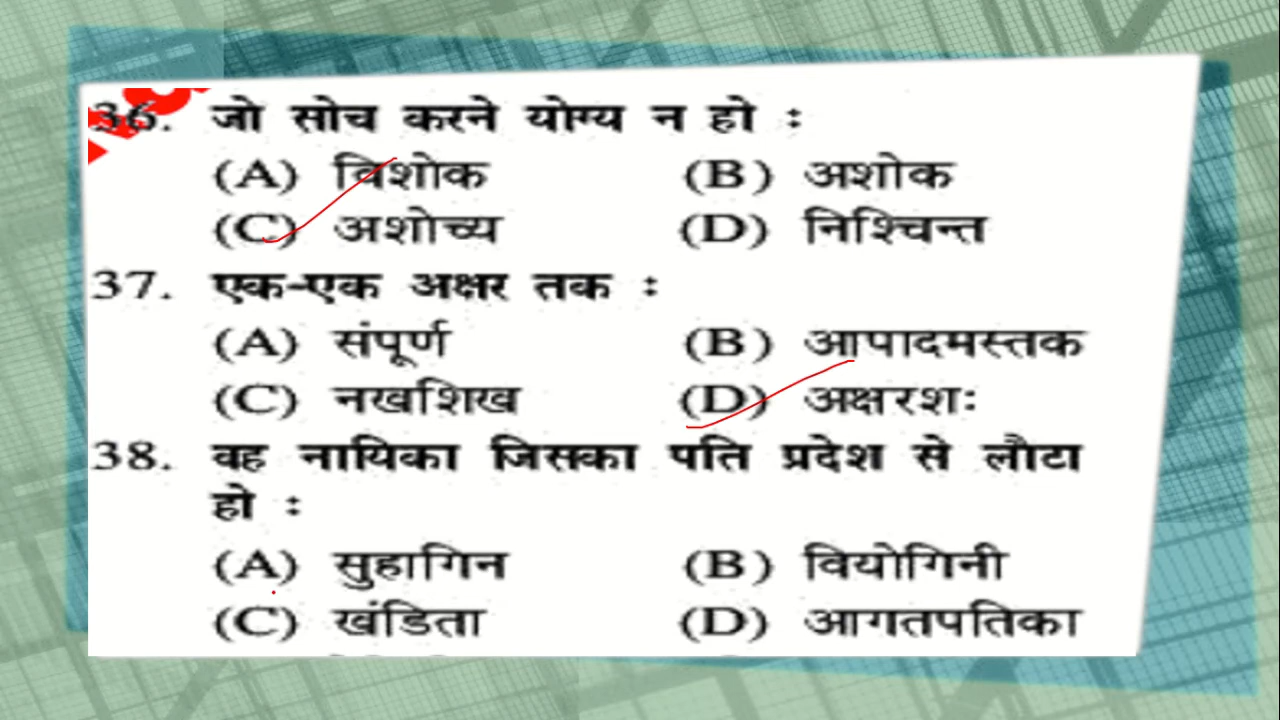 36. जो सोच करने योग्य न हो :
(A) विशोक (B) अशोक
(C) अशोच्य (D) निश्चिन्त
37. एक-एक अक्षर तक :
(A) संपूर्ण (B) आपादमस्तक
(C) नखशिख (D) अक्षरशः
38. वह नायिका जिसका पति प्रदेश से लौटा
हो :
(A) सुहागिन (B) वियोगिनी
(C) खंडिता (D) आगतपतिका